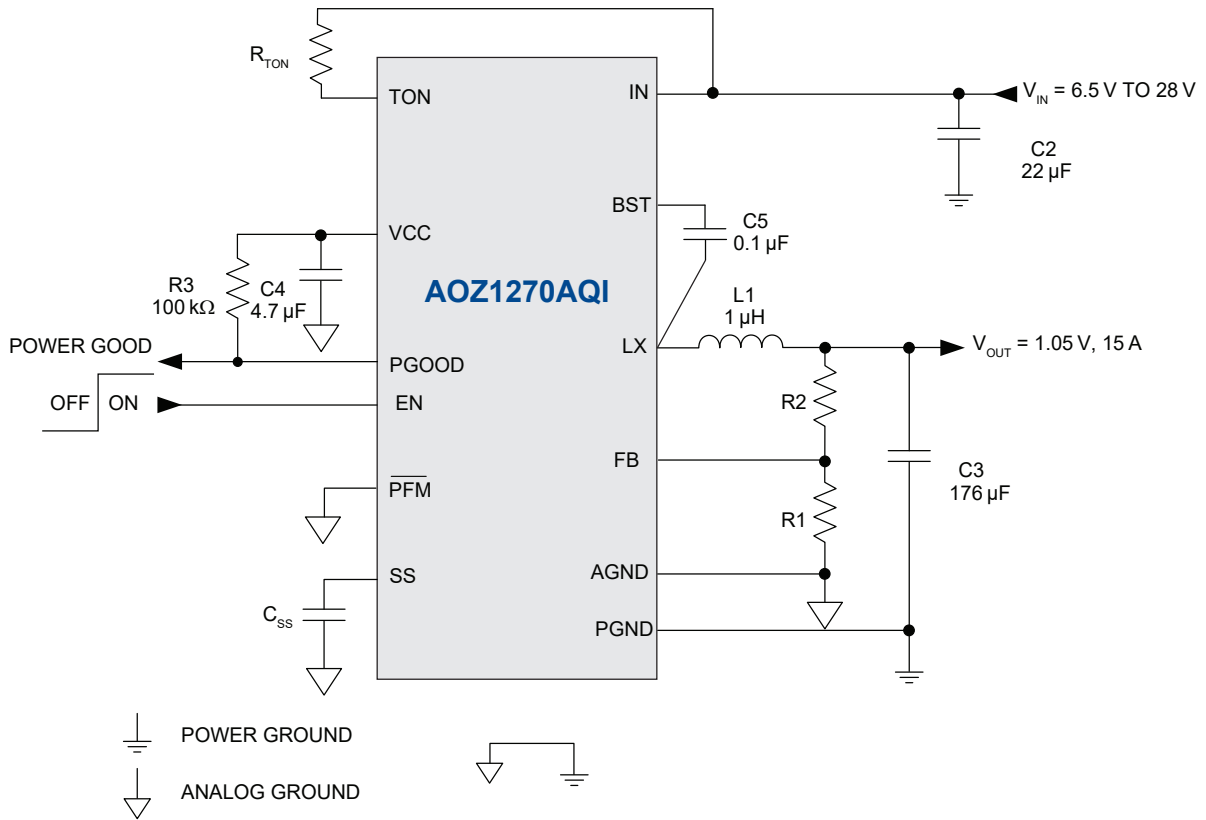 R_TON
TON
IN
V_IN = 6.5 V TO 28 V
C2
22 µF
BST
C5
0.1 µF
VCC
R3
100 kΩ
C4
4.7 µF
AOZ1270AQI
L1
1 µH
LX
V_OUT = 1.05 V, 15 A
POWER GOOD
PGOOD
OFF ON
EN
R2
FB
C3
176 µF
PFM
R1
SS
AGND
C_SS
PGND
POWER GROUND
ANALOG GROUND